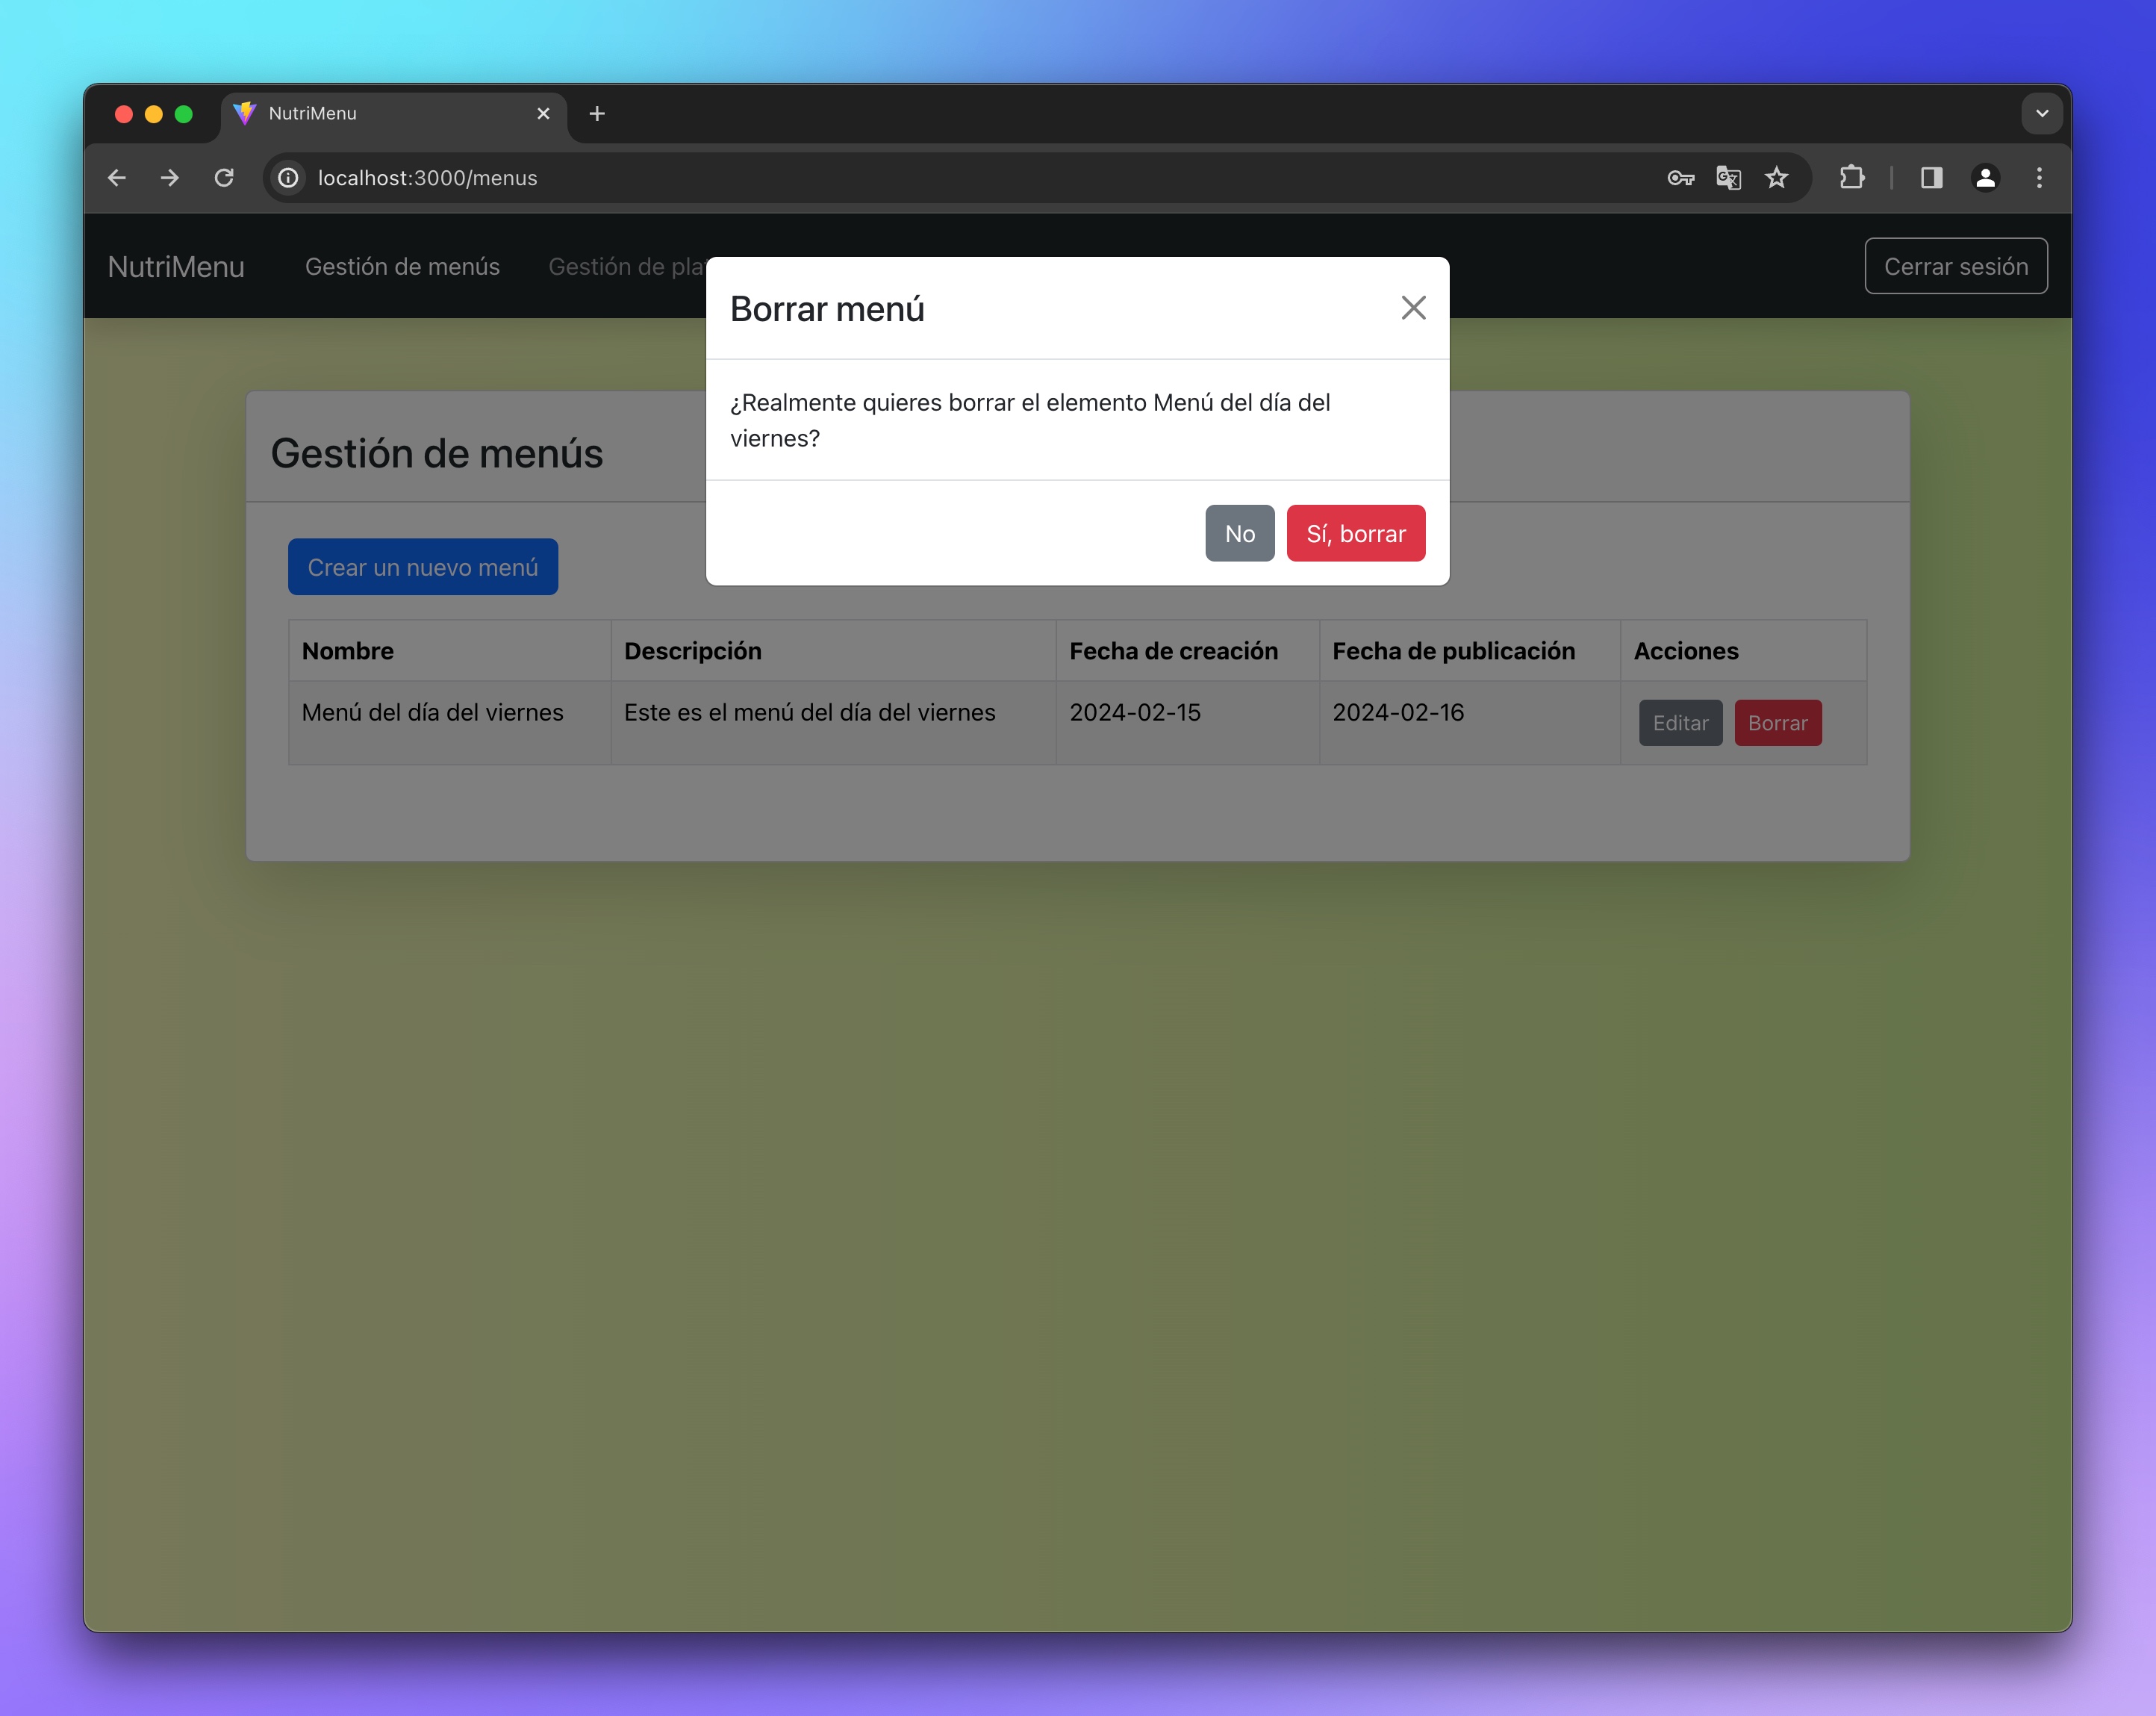 NutriMenu
localhost:3000/menus
NutriMenu Gestión de menús Gestión de Cerrar sesión
Borrar menú
¿Realmente quieres borrar el elemento Menú del día del
viernes?
No Sí, borrar
Gestión de menús
Crear un nuevo menú
Nombre Descripción Fecha de creación Fecha de publicación Acciones
Menú del día del viernes Este es el menú del día del viernes 2024-02-15 2024-02-16 Editar Borrar